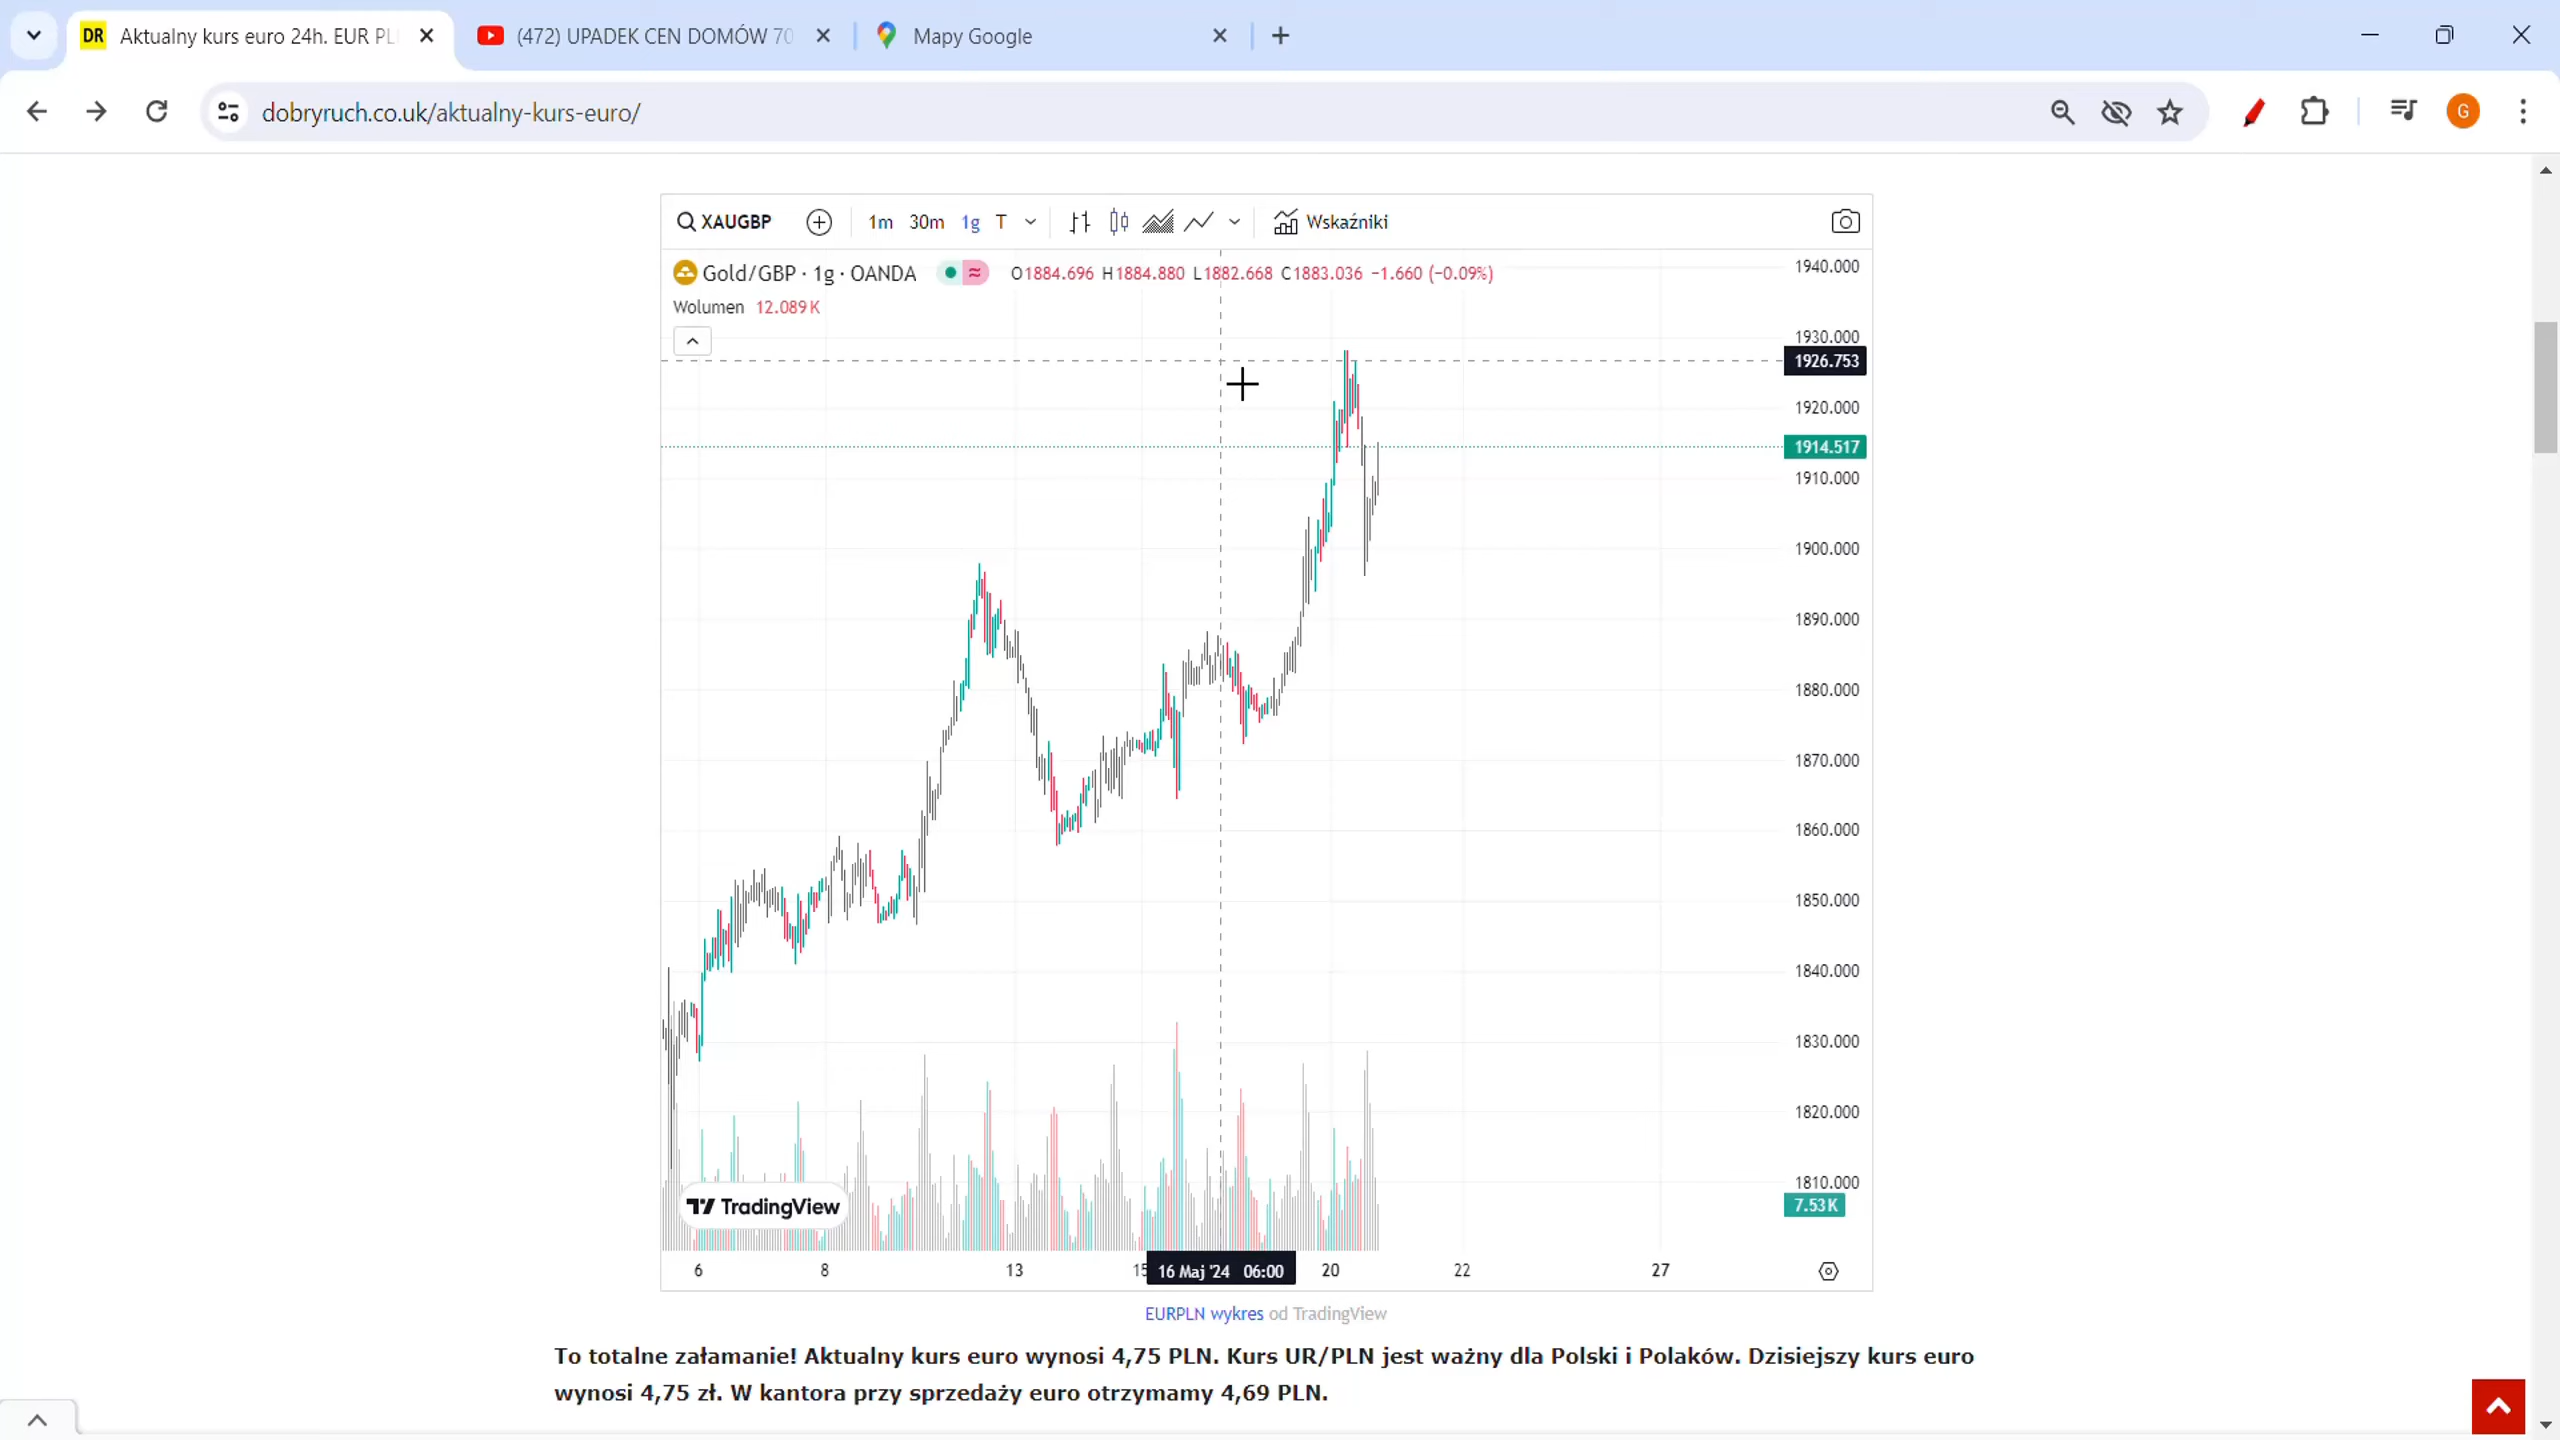 DR Aktualny kurs euro 24h. EUR PL
(472) UPADEK CEN DOMÓW 70
Mapy Google
dobryruch.co.uk/aktualny-kurs-euro/
G
XAUGBP 1m 30m 1g T Wskaźniki
Gold/GBP · 1g · OANDA O1884.696 H1884.880 L1882.668 C1883.036 −1.660 (−0.09%)
Wolumen 12.089 K
1940.000
1930.000
1926.753
1920.000
1914.517
1910.000
1900.000
1890.000
1880.000
1870.000
1860.000
1850.000
1840.000
1830.000
1820.000
1810.000
7.53 K
TradingView
6 8 13 15 16 Maj '24 06:00 20 22 27
EURPLN wykres od TradingView
To totalne załamanie! Aktualny kurs euro wynosi 4,75 PLN. Kurs UR/PLN jest ważny dla Polski i Polaków. Dzisiejszy kurs euro
wynosi 4,75 zł. W kantora przy sprzedaży euro otrzymamy 4,69 PLN.